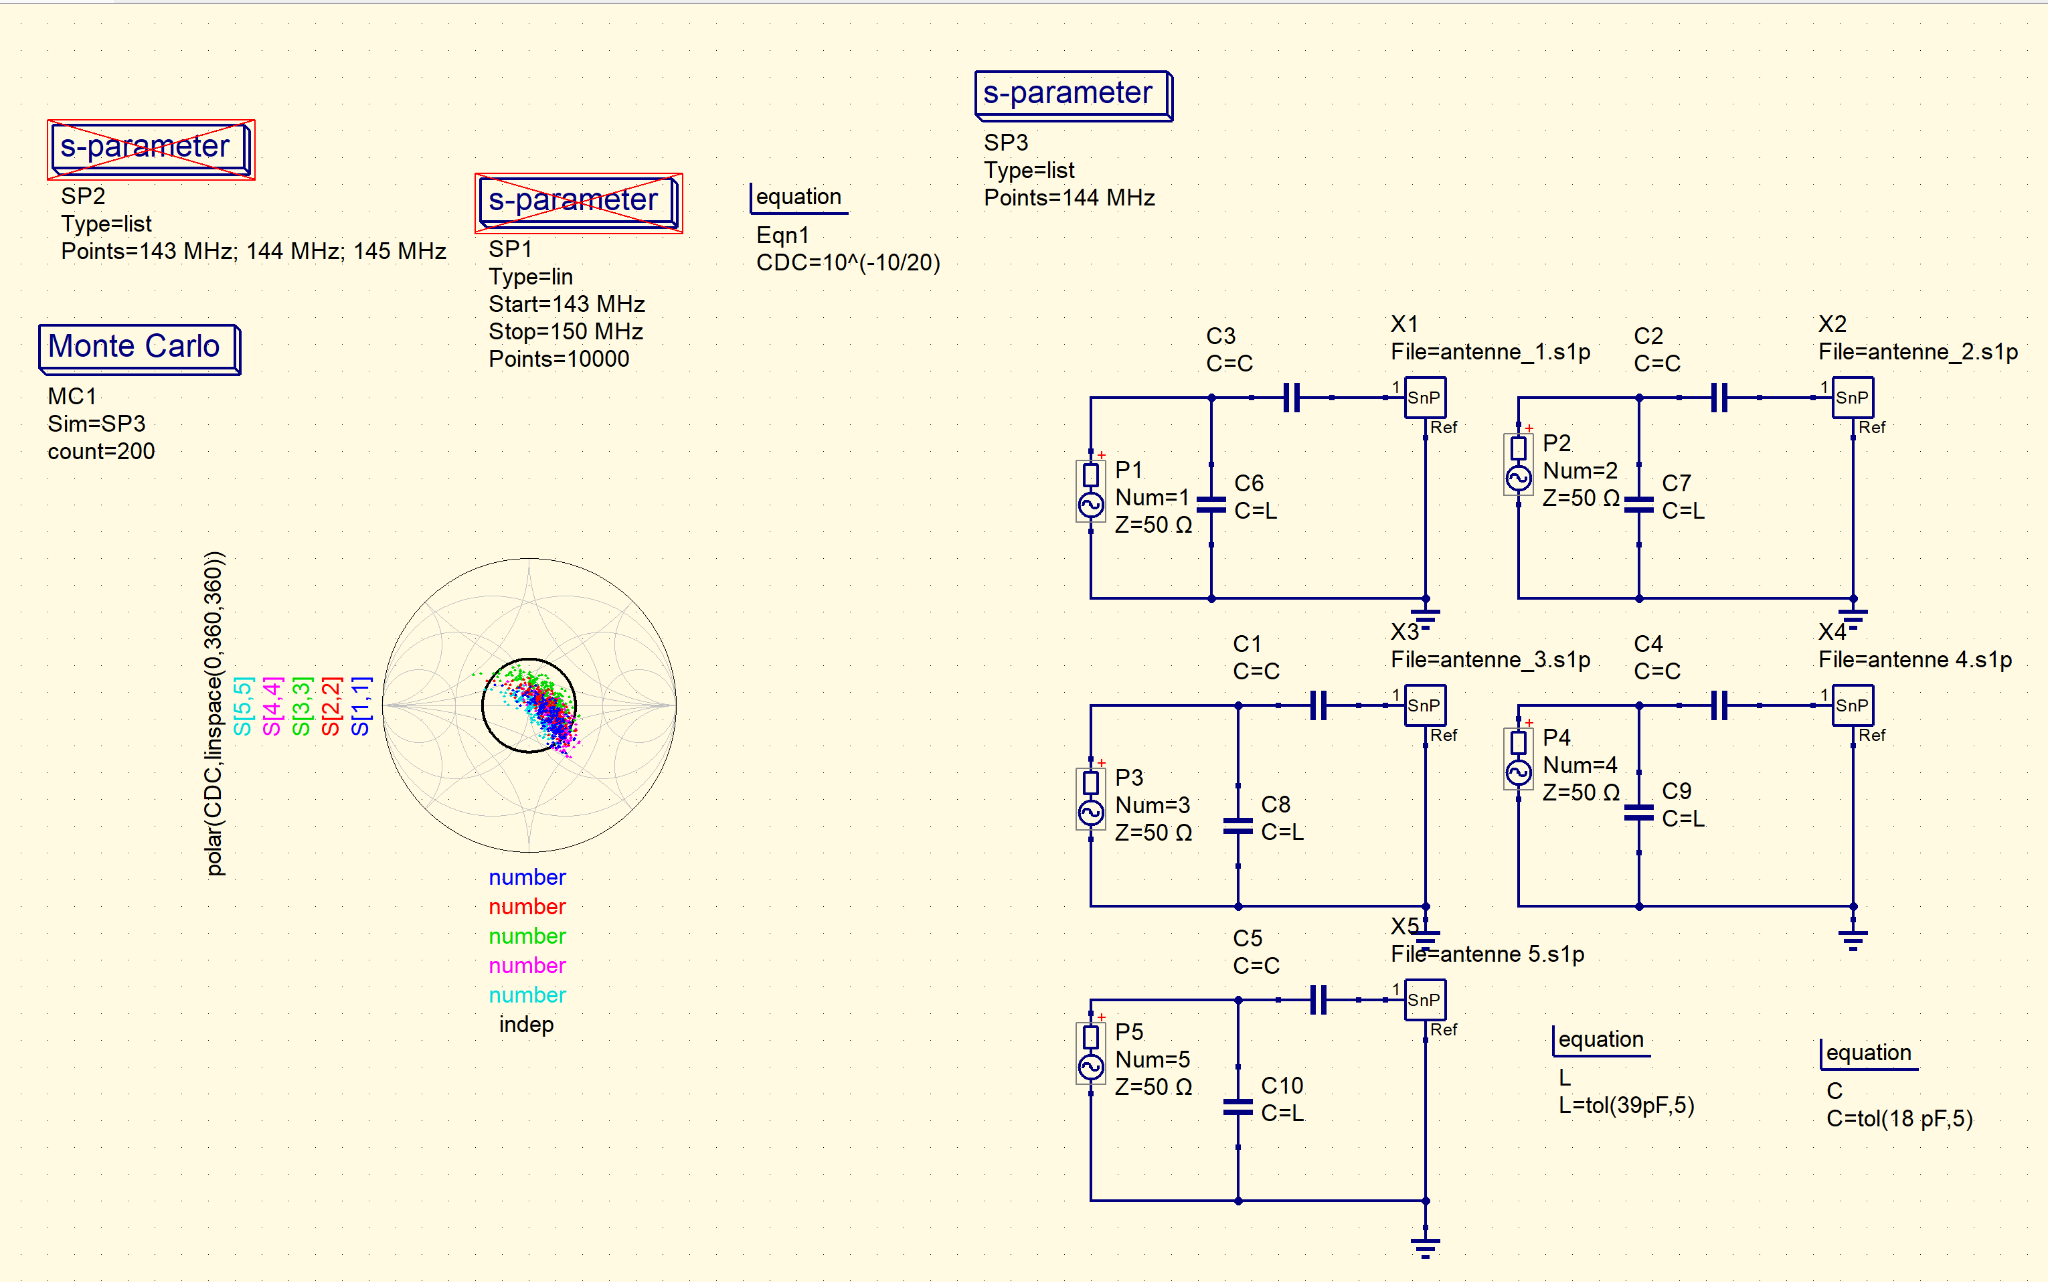 s-parameter
SP2
Type=list
Points=143 MHz; 144 MHz; 145 MHz
s-parameter
SP1
Type=lin
Start=143 MHz
Stop=150 MHz
Points=10000
equation
Eqn1
CDC=10^(-10/20)
s-parameter
SP3
Type=list
Points=144 MHz
Monte Carlo
MC1
Sim=SP3
count=200
polar(CDC,linspace(0,360,360))
S[5,5]
S[4,4]
S[3,3]
S[2,2]
S[1,1]
number
number
number
number
number
indep
C3
C=C
X1
File=antenne_1.s1p
1
SnP
Ref
P1
Num=1
Z=50 Ω
C6
C=L
C2
C=C
X2
File=antenne_2.s1p
1
SnP
Ref
P2
Num=2
Z=50 Ω
C7
C=L
C1
C=C
X3
File=antenne_3.s1p
1
SnP
Ref
P3
Num=3
Z=50 Ω
C8
C=L
C4
C=C
X4
File=antenne 4.s1p
1
SnP
Ref
P4
Num=4
Z=50 Ω
C9
C=L
C5
C=C
X5
File=antenne 5.s1p
1
SnP
Ref
P5
Num=5
Z=50 Ω
C10
C=L
equation
L
L=tol(39pF,5)
equation
C
C=tol(18 pF,5)